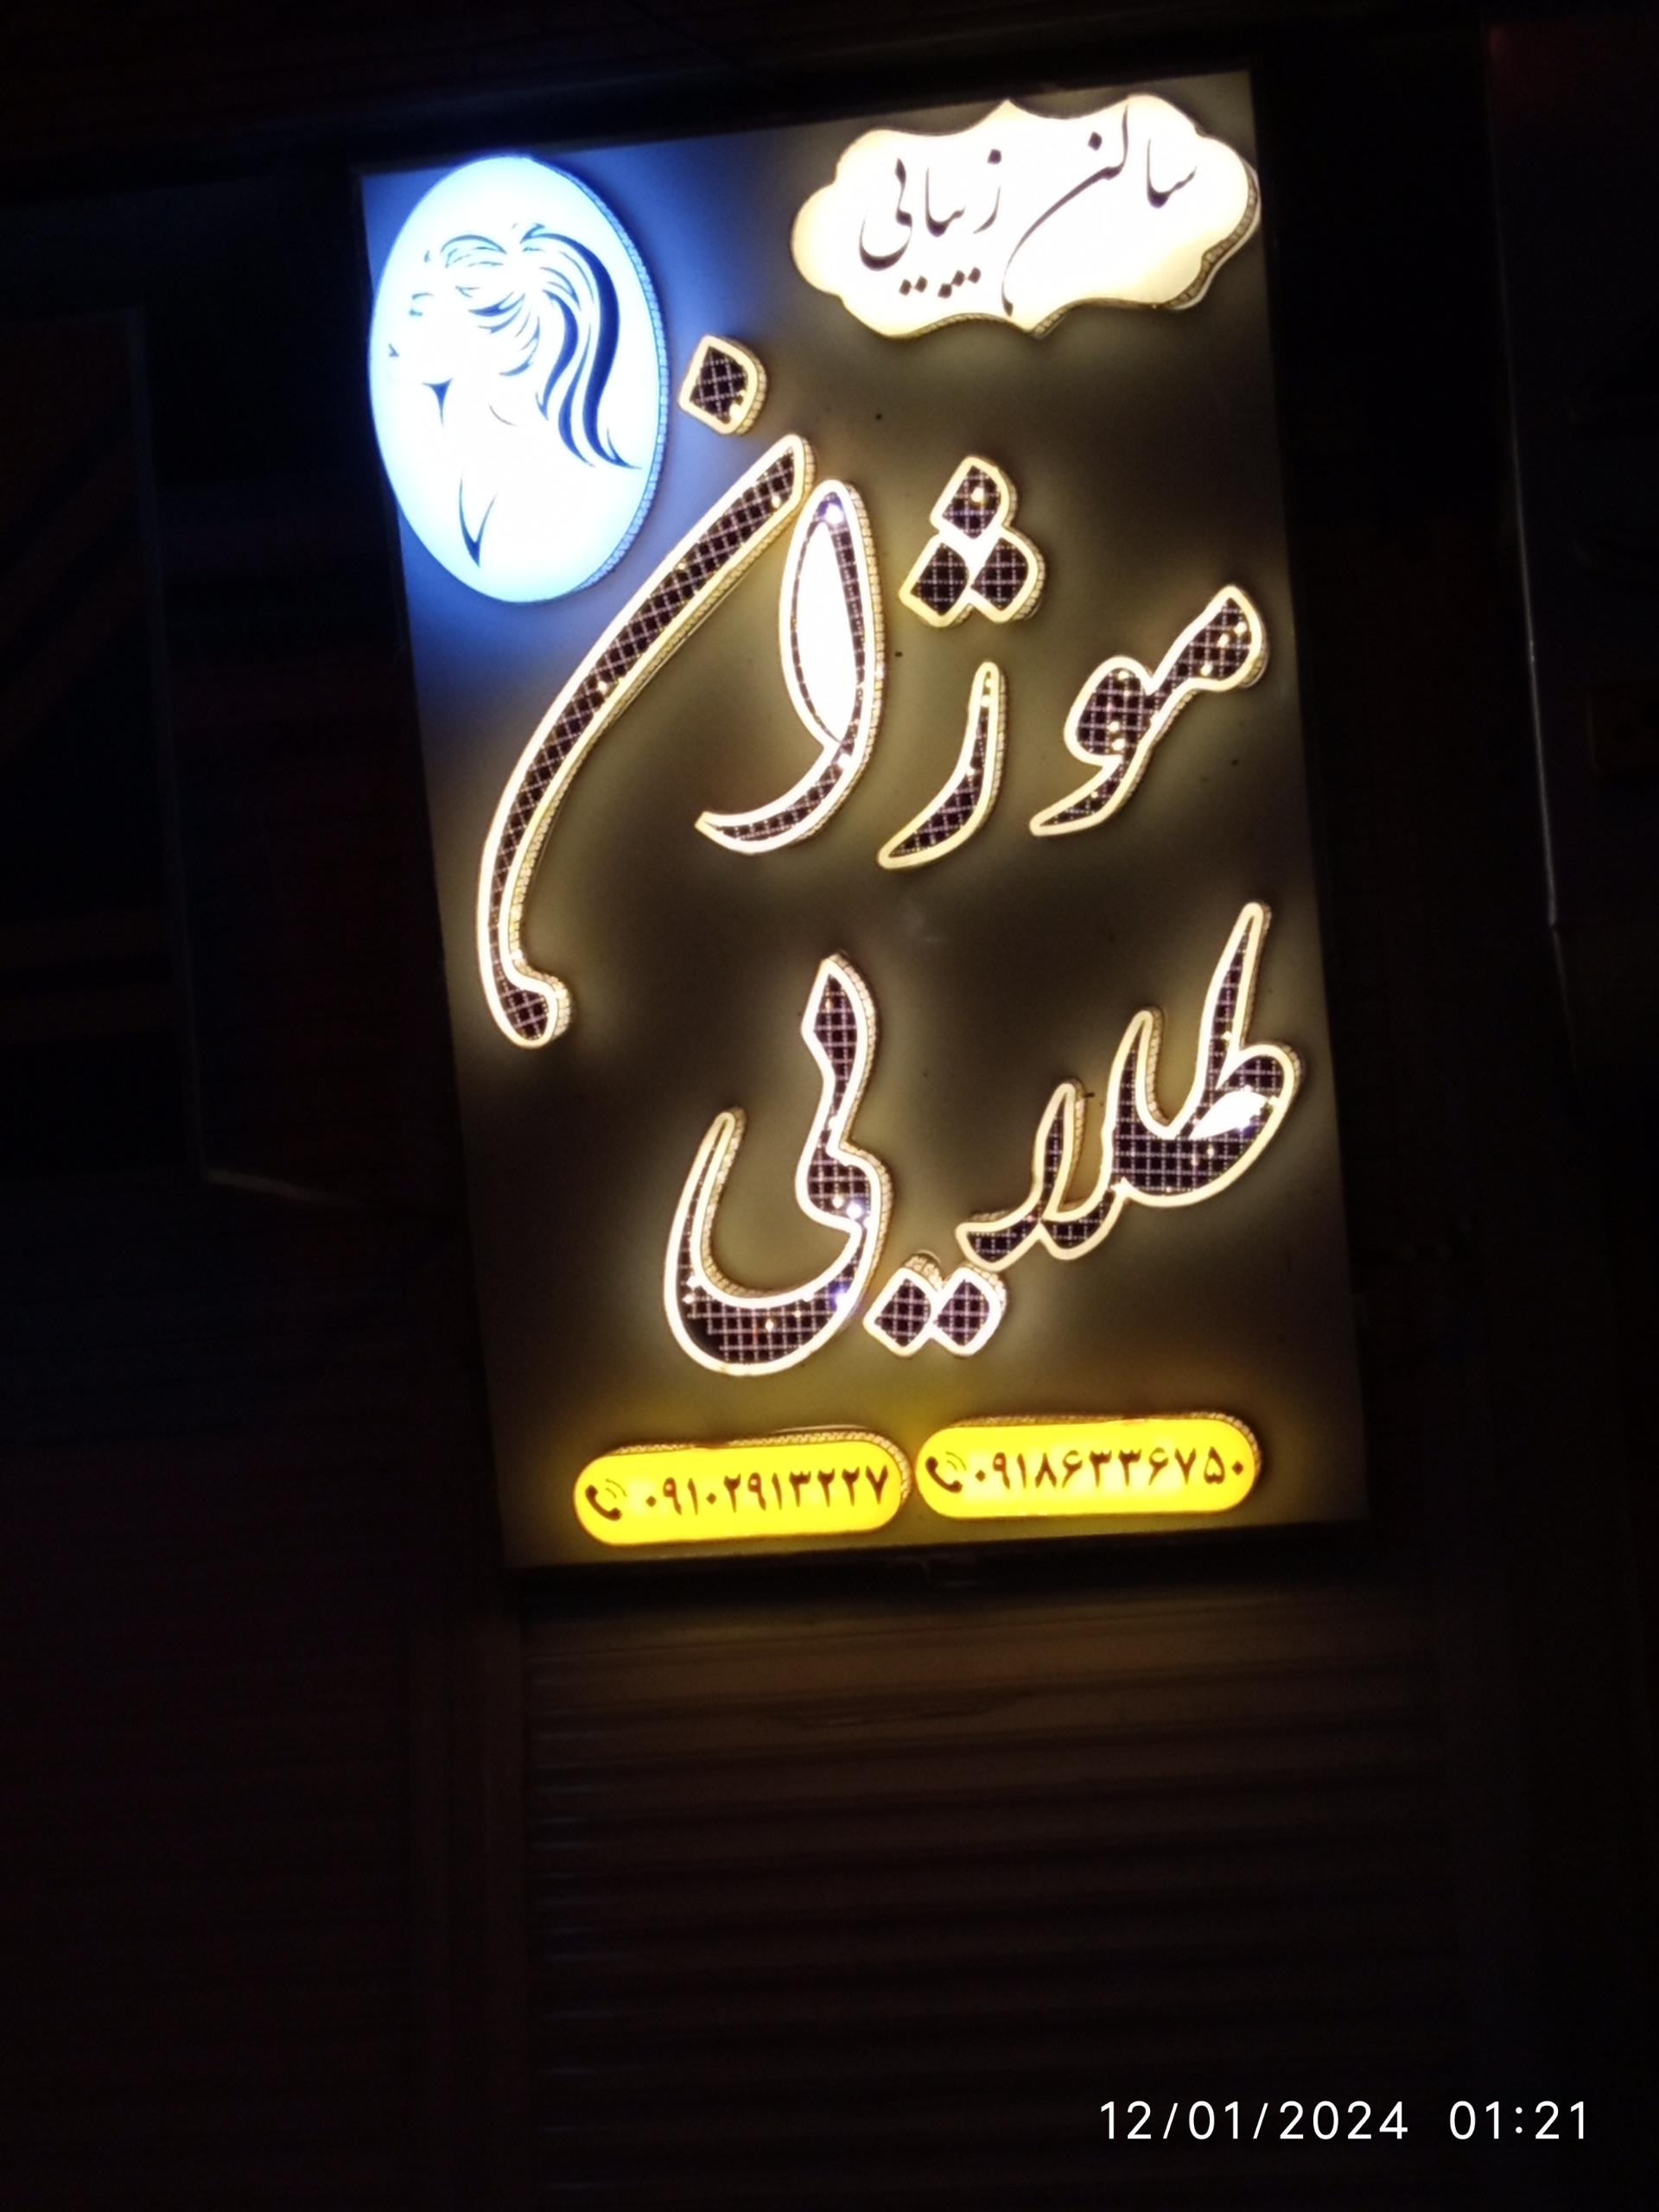 سالن زیبایی
موژان
طلایی
۰۹۱۸۶۳۳۶۷۵۰
۰۹۱۰۲۹۱۳۲۲۷
12/01/2024 01:21